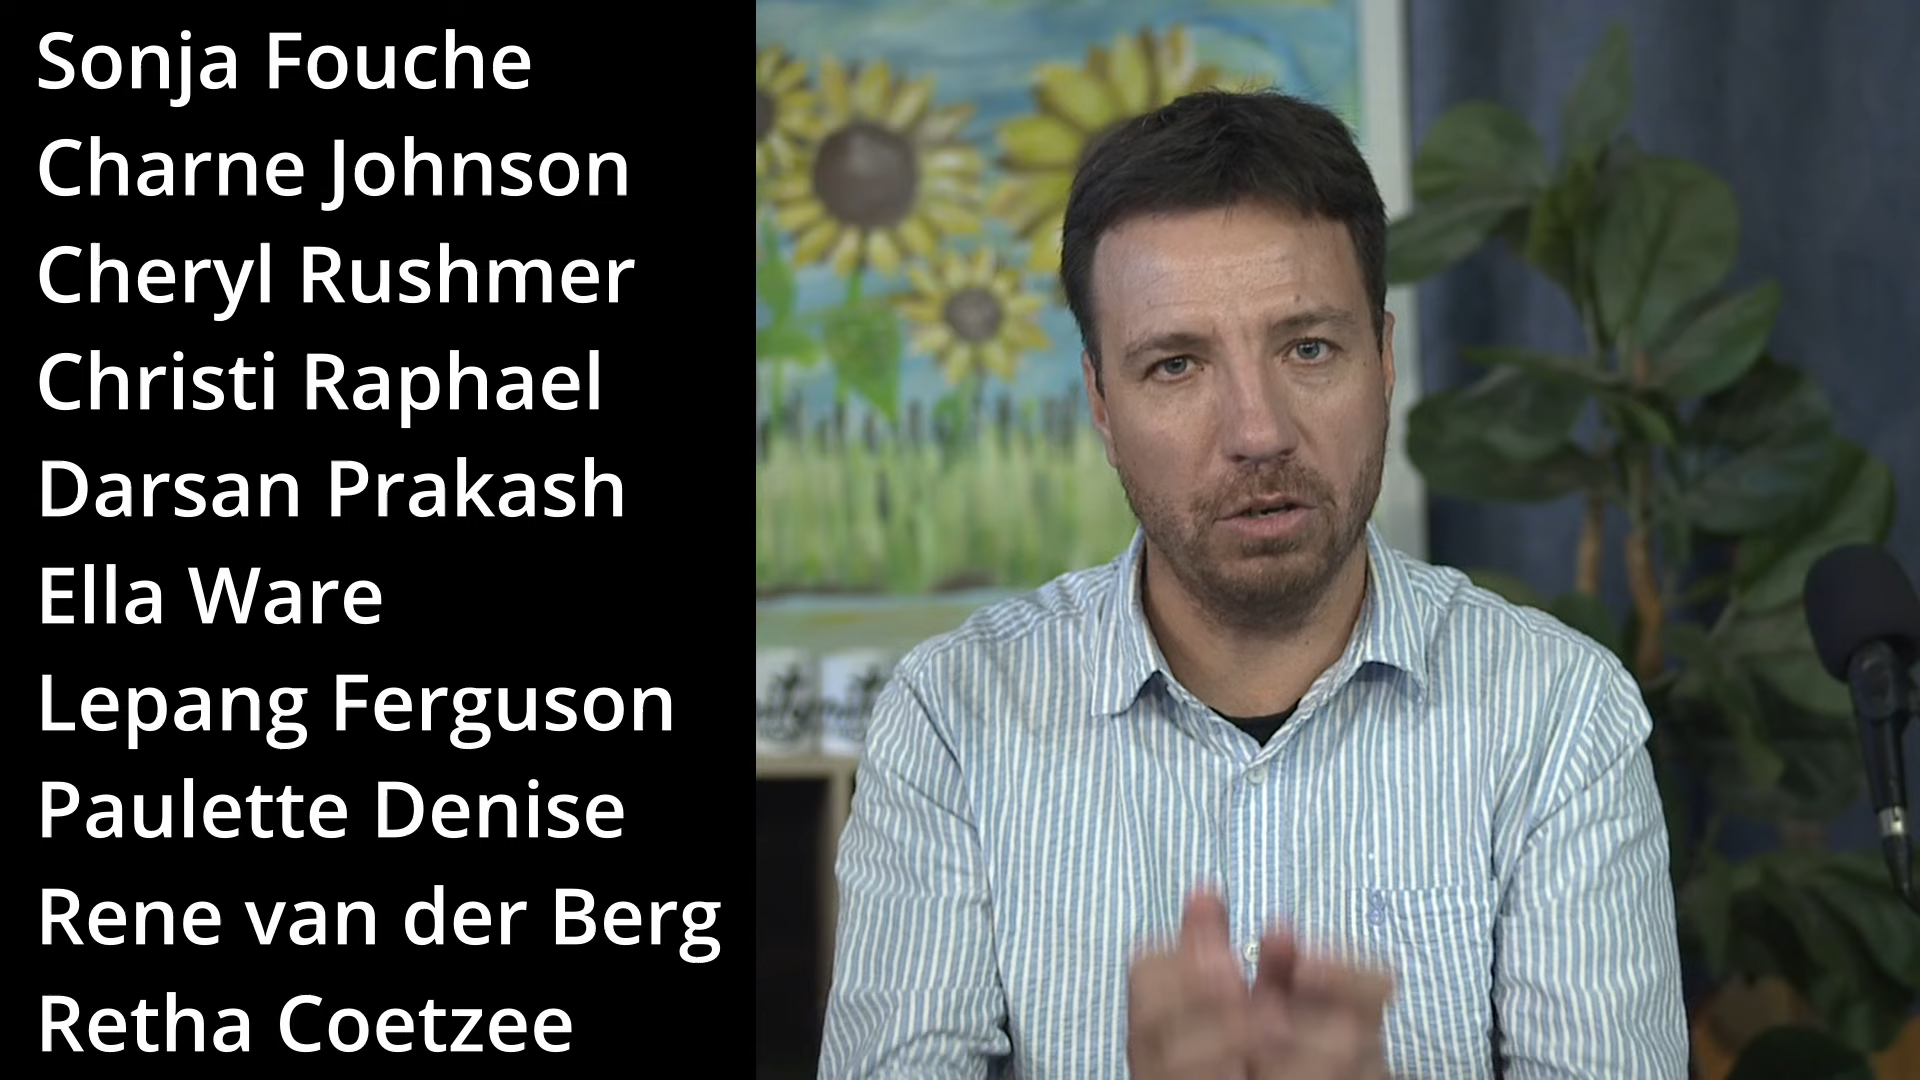 Sonja Fouche
Charne Johnson
Cheryl Rushmer
Christi Raphael
Darsan Prakash
Ella Ware
Lepang Ferguson
Paulette Denise
Rene van der Berg
Retha Coetzee